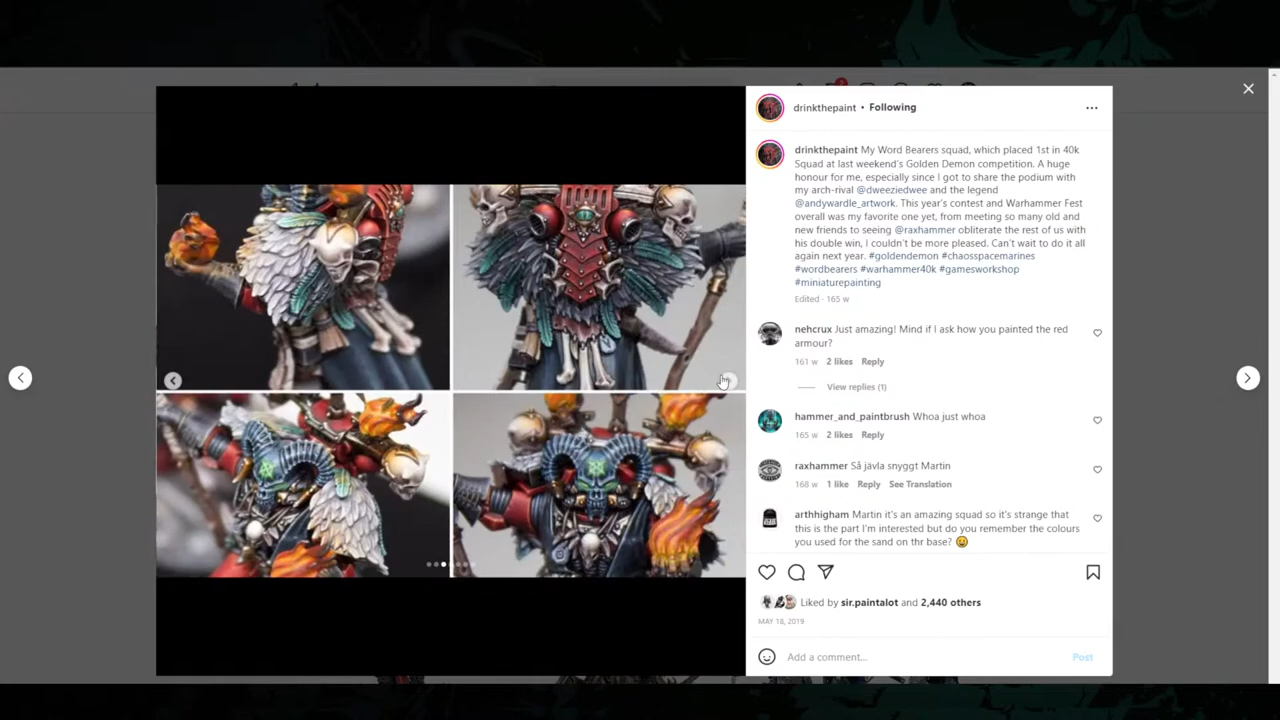 drinkthepaint • Following
drinkthepaint My Word Bearers squad, which placed 1st in 40k
Squad at last weekend's Golden Demon competition. A huge
honour for me, especially since I got to share the podium with
my arch-rival @dweeziedwee and the legend
@andywardle_artwork. This year's contest and Warhammer Fest
overall was my favorite one yet, from meeting so many old and
new friends to seeing @raxhammer obliterate the rest of us with
his double win, I couldn't be more pleased. Can't wait to do it all
again next year. #goldendemon #chaosspacemarines
#wordbearers #warhammer40k #gamesworkshop
#miniaturepainting
Edited · 165 w
nehcrux Just amazing! Mind if I ask how you painted the red
armour?
161 w 2 likes Reply
View replies (1)
hammer_and_paintbrush Whoa just whoa
165 w 2 likes Reply
raxhammer Så jävla snyggt Martin
168 w 1 like Reply See Translation
arthhigham Martin it's an amazing squad so it's strange that
this is the part I'm interested but do you remember the colours
you used for the sand on thr base? 😄
Liked by sir.paintalot and 2,440 others
MAY 18, 2019
Add a comment...
Post